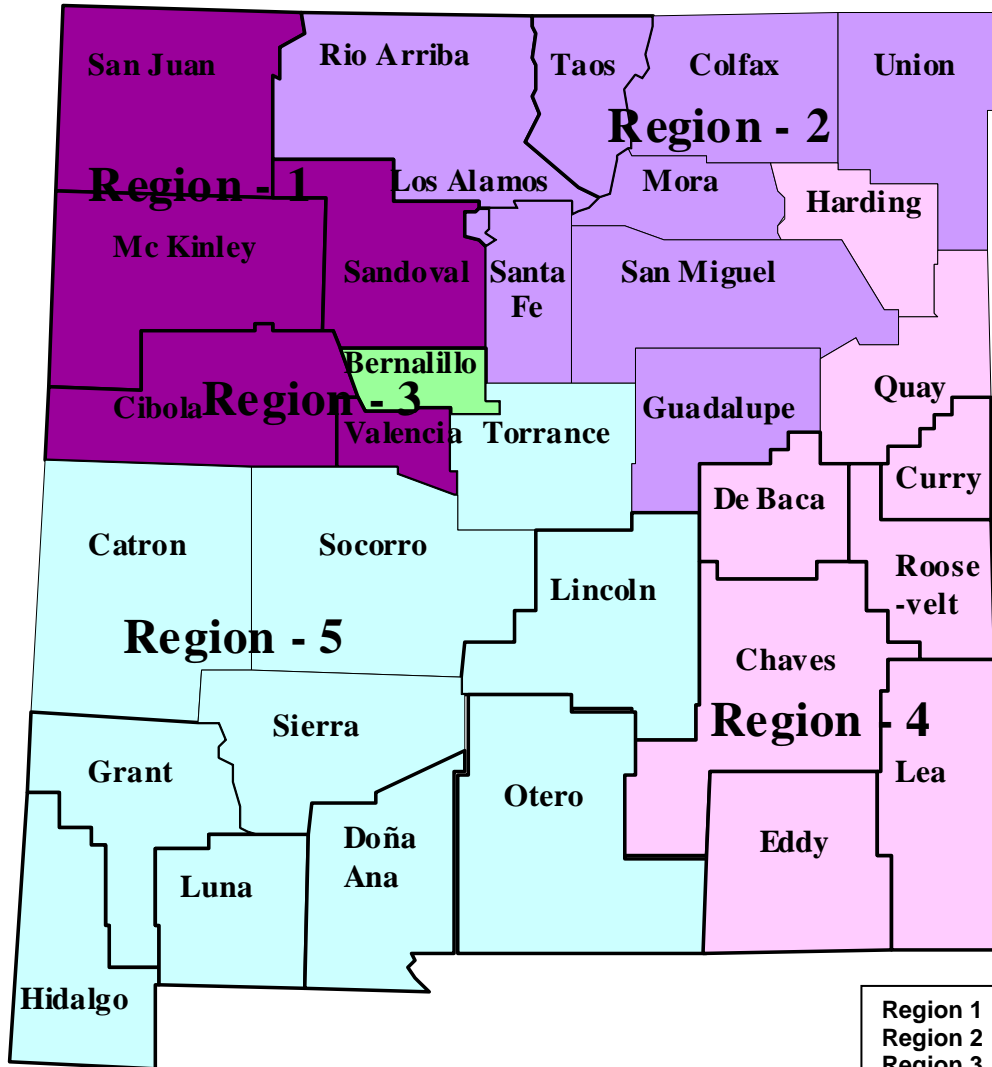 San Juan
Rio Arriba
Taos
Colfax
Union
Region - 2
Region - 1
Los Alamos
Mora
Harding
Mc Kinley
Sandoval
Santa
Fe
San Miguel
Bernalillo
Cibola
Region - 3
Valencia
Torrance
Guadalupe
Quay
Curry
De Baca
Catron
Socorro
Lincoln
Roose
-velt
Region - 5
Chaves
Region - 4
Sierra
Grant
Otero
Lea
Doña
Ana
Eddy
Luna
Hidalgo
Region 1
Region 2
Region 3